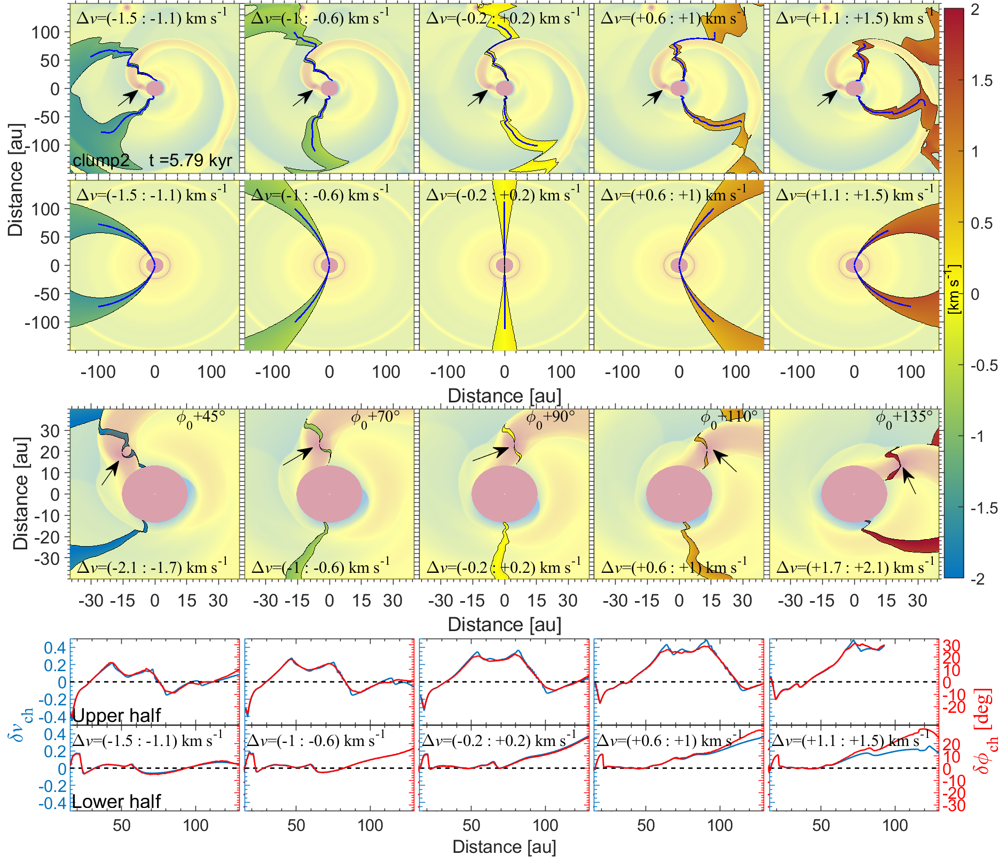 Δv=(-1.5 : -1.1) km s⁻¹
Δv=(-1 : -0.6) km s⁻¹
Δv=(-0.2 : +0.2) km s⁻¹
Δv=(+0.6 : +1) km s⁻¹
Δv=(+1.1 : +1.5) km s⁻¹
100
50
0
-50
-100
Distance [au]
clump2 t =5.79 kyr
Δv=(-1.5 : -1.1) km s⁻¹
Δv=(-1 : -0.6) km s⁻¹
Δv=(-0.2 : +0.2) km s⁻¹
Δv=(+0.6 : +1) km s⁻¹
Δv=(+1.1 : +1.5) km s⁻¹
100
50
0
-50
-100
Distance [au]
-100 0 100
-100 0 100
-100 0 100
-100 0 100
-100 0 100
Distance [au]
2
1.5
1
0.5
0
-0.5
-1
-1.5
-2
[km s⁻¹]
ϕ₀+45°
ϕ₀+70°
ϕ₀+90°
ϕ₀+110°
ϕ₀+135°
30
20
10
0
-10
-20
-30
Distance [au]
Δv=(-2.1 : -1.7) km s⁻¹
Δv=(-1 : -0.6) km s⁻¹
Δv=(-0.2 : +0.2) km s⁻¹
Δv=(+0.6 : +1) km s⁻¹
Δv=(+1.7 : +2.1) km s⁻¹
-30 -15 0 15 30
-30 -15 0 15 30
-30 -15 0 15 30
-30 -15 0 15 30
-30 -15 0 15 30
Distance [au]
0.4
0.2
0
-0.2
-0.4
Upper half
30
20
10
0
-10
-20
δv_ch
δϕ_ch [deg]
Δv=(-1.5 : -1.1) km s⁻¹
Δv=(-1 : -0.6) km s⁻¹
Δv=(-0.2 : +0.2) km s⁻¹
Δv=(+0.6 : +1) km s⁻¹
Δv=(+1.1 : +1.5) km s⁻¹
0.4
0.2
0
-0.2
-0.4
Lower half
20
10
0
-10
-20
-30
50 100
50 100
50 100
50 100
50 100
Distance [au]